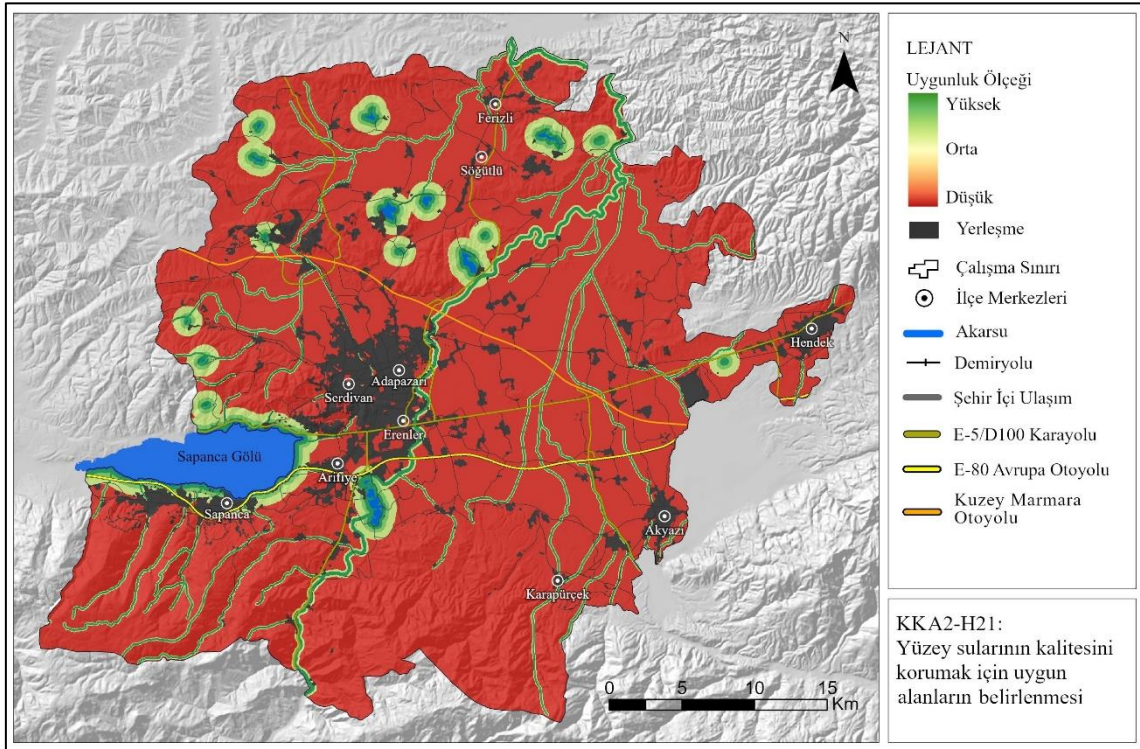 N
Ferizli
Söğütlü
Hendek
Adapazarı
Serdivan
Erenler
Sapanca Gölü
Arifiye
Sapanca
Akyazı
Karapürçek
0 5 10 15
Km
LEJANT
Uygunluk Ölçeği
Yüksek
Orta
Düşük
Yerleşme
Çalışma Sınırı
İlçe Merkezleri
Akarsu
Demiryolu
Şehir İçi Ulaşım
E-5/D100 Karayolu
E-80 Avrupa Otoyolu
Kuzey Marmara
Otoyolu
KKA2-H21:
Yüzey sularının kalitesini
korumak için uygun
alanların belirlenmesi